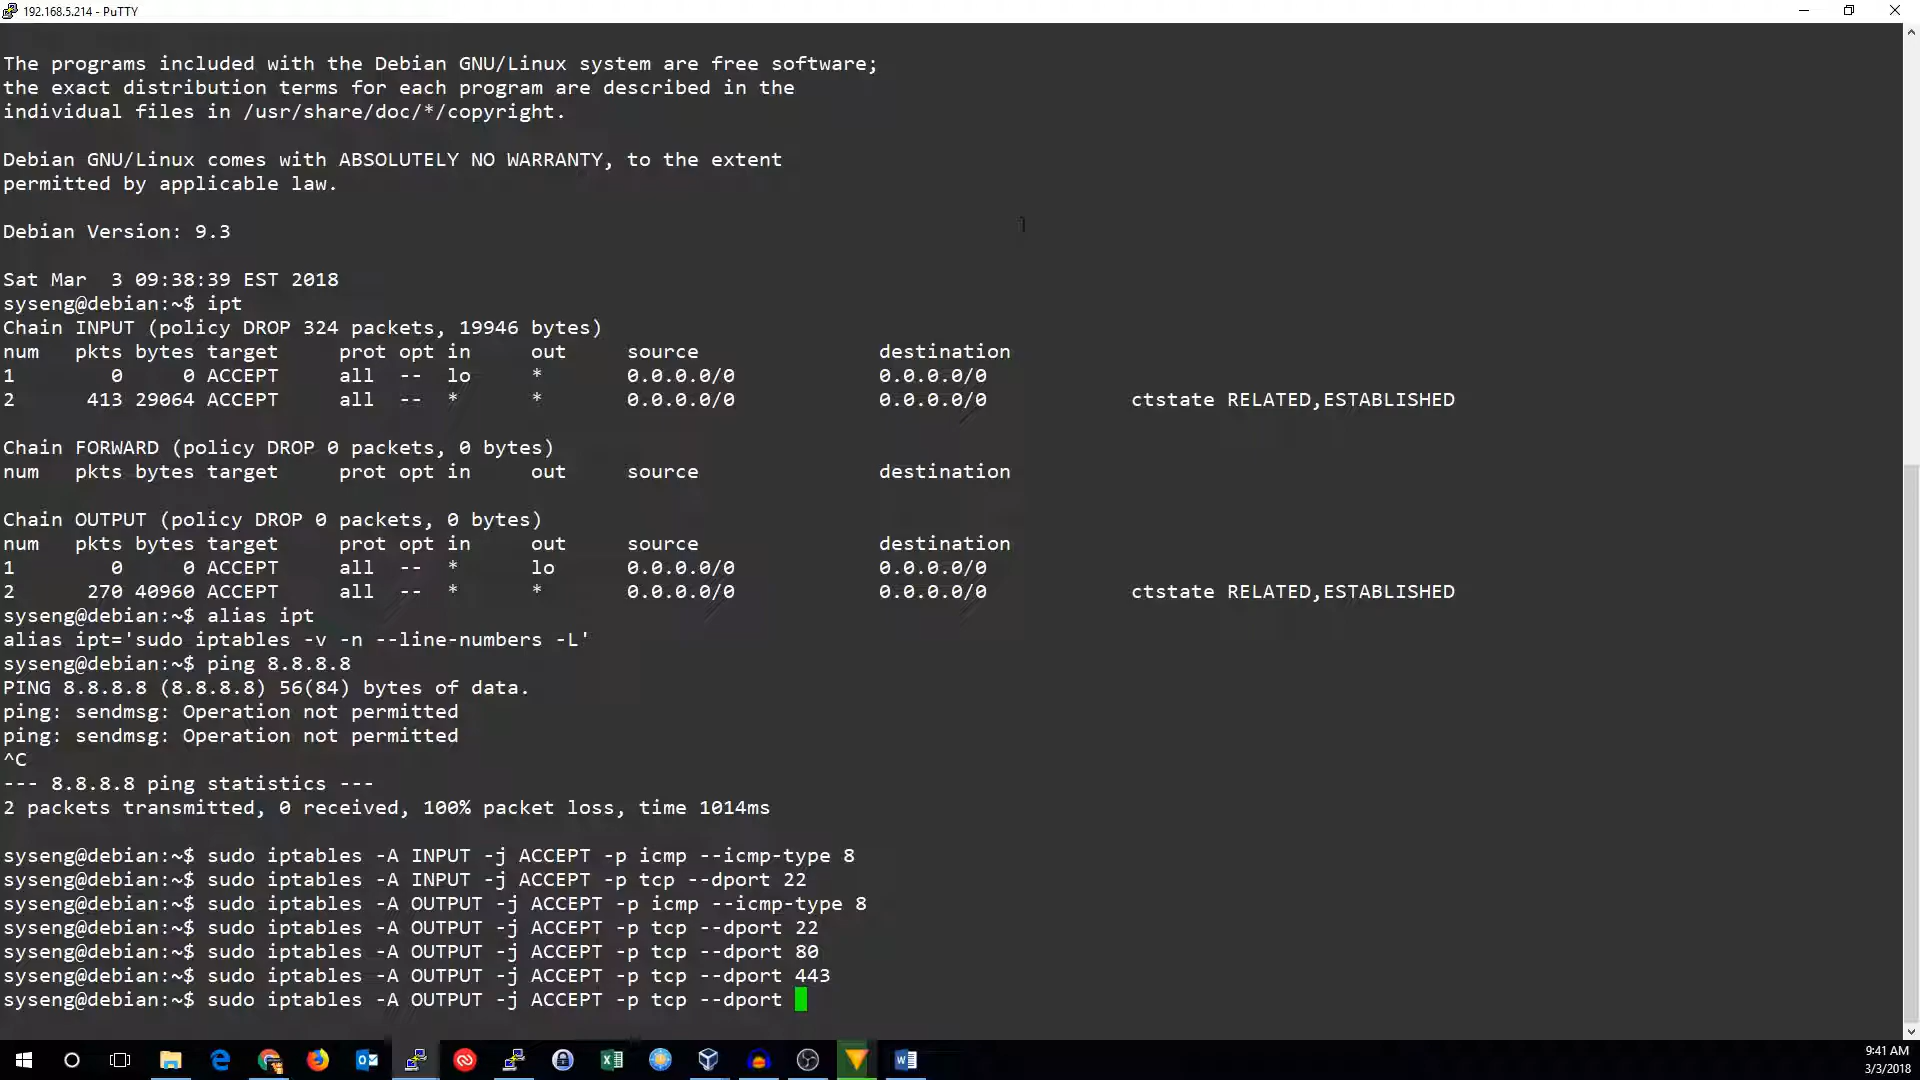 192.168.5.214 - PuTTY
The programs included with the Debian GNU/Linux system are free software;
the exact distribution terms for each program are described in the
individual files in /usr/share/doc/*/copyright.
Debian GNU/Linux comes with ABSOLUTELY NO WARRANTY, to the extent
permitted by applicable law.
Debian Version: 9.3
Sat Mar  3 09:38:39 EST 2018
syseng@debian:~$ ipt
Chain INPUT (policy DROP 324 packets, 19946 bytes)
num   pkts bytes target     prot opt in     out     source               destination
1        0     0 ACCEPT     all  --  lo     *       0.0.0.0/0            0.0.0.0/0
2      413 29064 ACCEPT     all  --  *      *       0.0.0.0/0            0.0.0.0/0            ctstate RELATED,ESTABLISHED
Chain FORWARD (policy DROP 0 packets, 0 bytes)
num   pkts bytes target     prot opt in     out     source               destination
Chain OUTPUT (policy DROP 0 packets, 0 bytes)
num   pkts bytes target     prot opt in     out     source               destination
1        0     0 ACCEPT     all  --  *      lo      0.0.0.0/0            0.0.0.0/0
2      270 40960 ACCEPT     all  --  *      *       0.0.0.0/0            0.0.0.0/0            ctstate RELATED,ESTABLISHED
syseng@debian:~$ alias ipt
alias ipt='sudo iptables -v -n --line-numbers -L'
syseng@debian:~$ ping 8.8.8.8
PING 8.8.8.8 (8.8.8.8) 56(84) bytes of data.
ping: sendmsg: Operation not permitted
ping: sendmsg: Operation not permitted
^C
--- 8.8.8.8 ping statistics ---
2 packets transmitted, 0 received, 100% packet loss, time 1014ms
syseng@debian:~$ sudo iptables -A INPUT -j ACCEPT -p icmp --icmp-type 8
syseng@debian:~$ sudo iptables -A INPUT -j ACCEPT -p tcp --dport 22
syseng@debian:~$ sudo iptables -A OUTPUT -j ACCEPT -p icmp --icmp-type 8
syseng@debian:~$ sudo iptables -A OUTPUT -j ACCEPT -p tcp --dport 22
syseng@debian:~$ sudo iptables -A OUTPUT -j ACCEPT -p tcp --dport 80
syseng@debian:~$ sudo iptables -A OUTPUT -j ACCEPT -p tcp --dport 443
syseng@debian:~$ sudo iptables -A OUTPUT -j ACCEPT -p tcp --dport
9:41 AM
3/3/2018